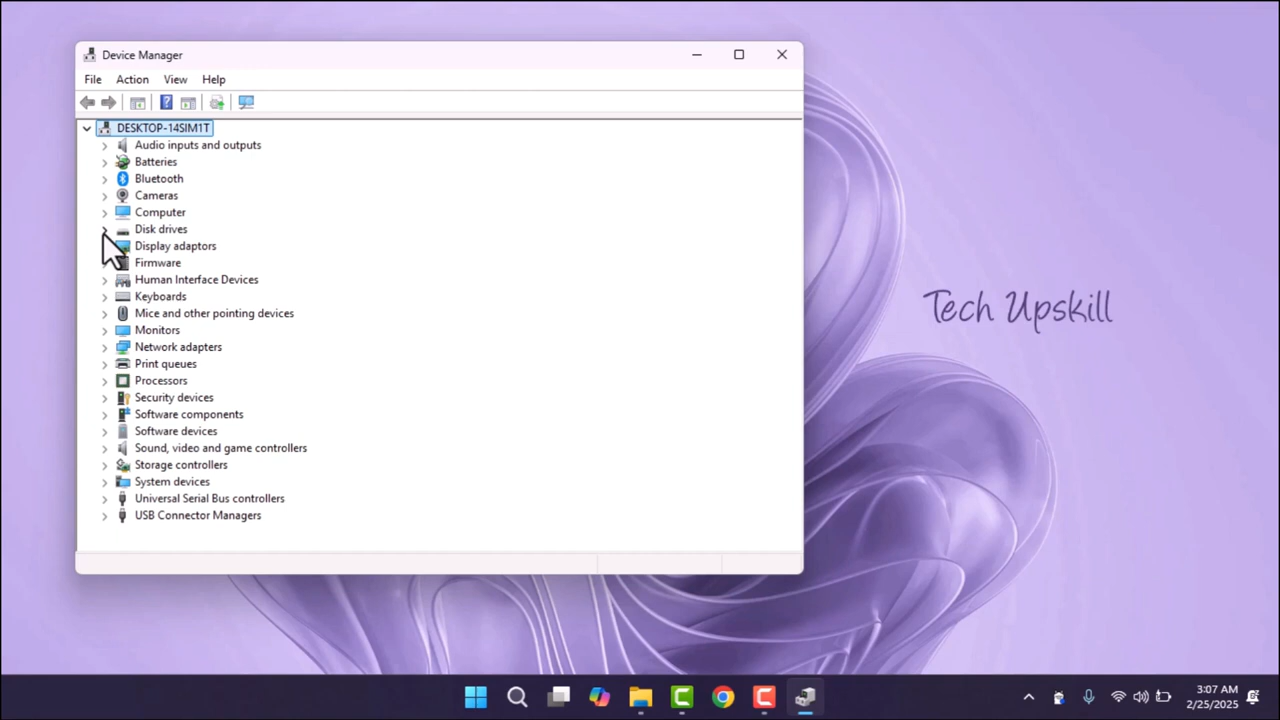 Device Manager
File Action View Help
DESKTOP-14SIM1T
Audio inputs and outputs
Batteries
Bluetooth
Cameras
Computer
Disk drives
Display adaptors
Firmware
Human Interface Devices
Keyboards
Mice and other pointing devices
Monitors
Network adapters
Print queues
Processors
Security devices
Software components
Software devices
Sound, video and game controllers
Storage controllers
System devices
Universal Serial Bus controllers
USB Connector Managers
Tech Upskill
3:07 AM
2/25/2025